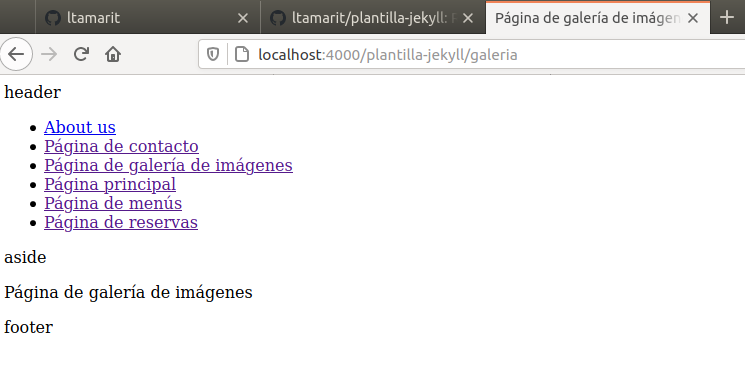 ltamarit
ltamarit/plantilla-jekyll:
Página de galería de imágen
localhost:4000/plantilla-jekyll/galeria
header
About us
Página de contacto
Página de galería de imágenes
Página principal
Página de menús
Página de reservas
aside
Página de galería de imágenes
footer